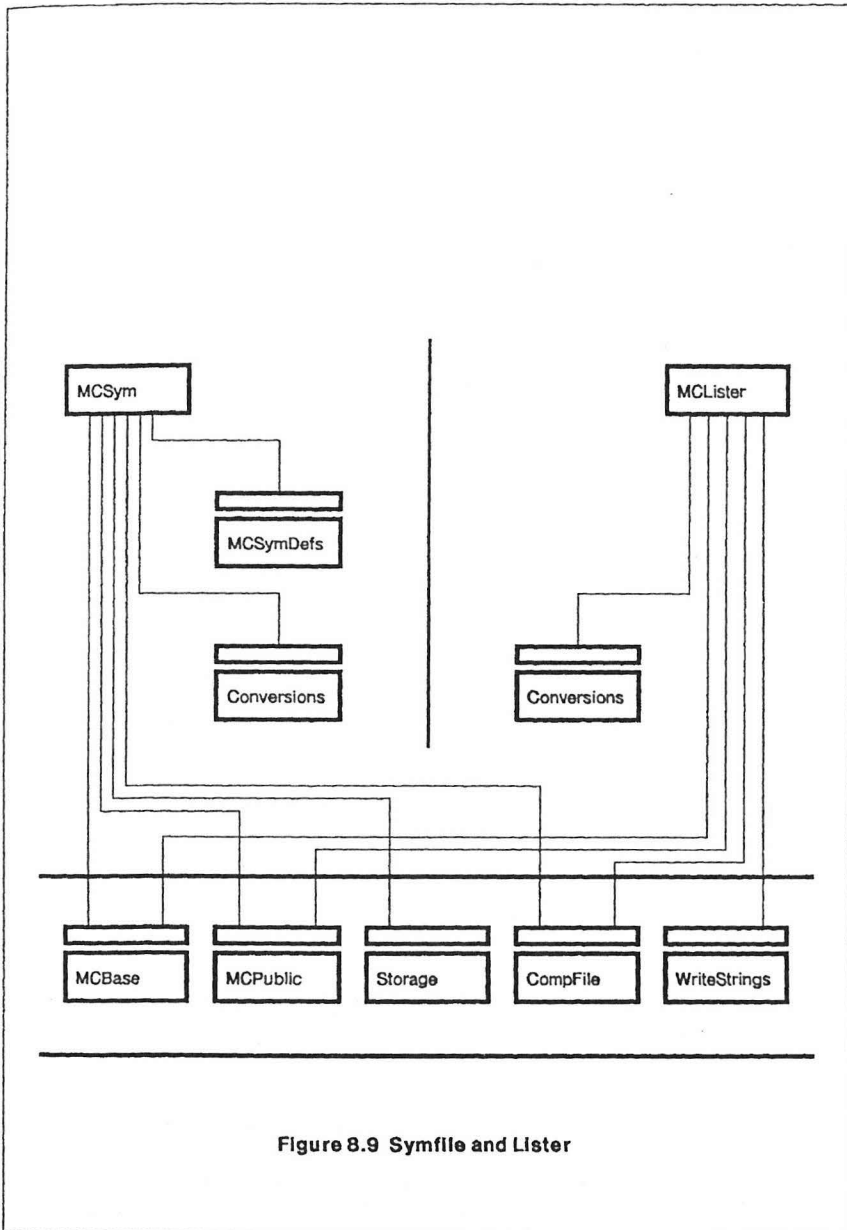 MCSym
MCLister
MCSymDefs
Conversions
Conversions
MCBase
MCPublic
Storage
CompFile
WriteStrings
Figure 8.9 Symfile and Lister